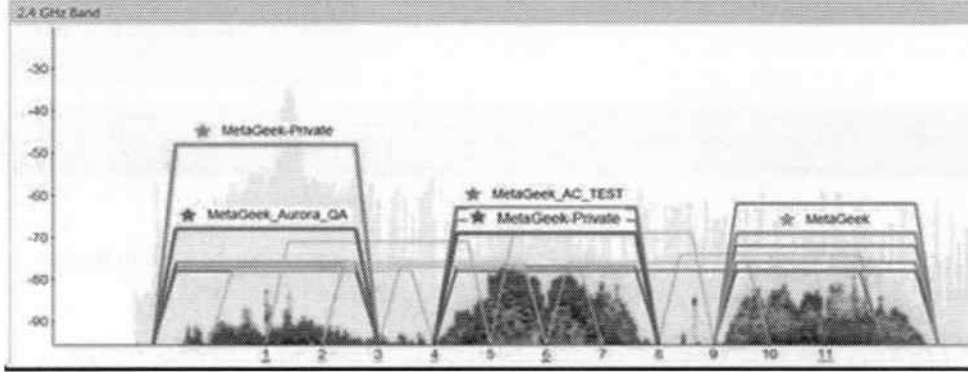 2.4 GHz Band
-30
-40
MetaGeek-Private
-50
-60
MetaGeek_AC_TEST
MetaGeek_Aurora_QA
MetaGeek-Private
MetaGeek
-70
-80
-90
1 2 3 4 5 6 7 8 9 10 11